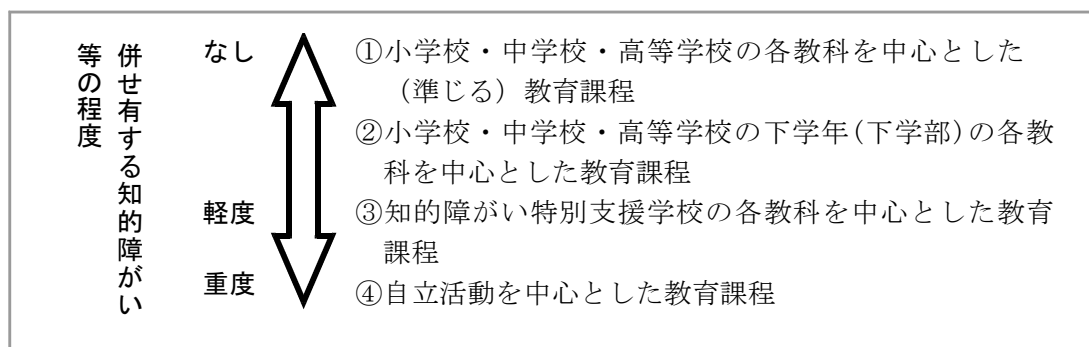 併せ有する知的障がい
等の程度
なし
軽度
重度
①小学校・中学校・高等学校の各教科を中心とした
（準じる）教育課程
②小学校・中学校・高等学校の下学年(下学部)の各教
科を中心とした教育課程
③知的障がい特別支援学校の各教科を中心とした教育
課程
④自立活動を中心とした教育課程